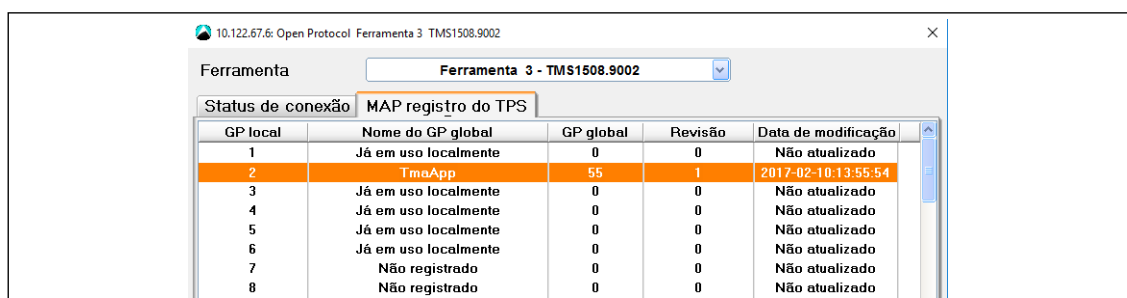 10.122.67.6: Open Protocol Ferramenta 3 TMS1508.9002
Ferramenta Ferramenta 3 - TMS1508.9002
Status de conexão MAP registro do TPS
GP local Nome do GP global GP global Revisão Data de modificação
1 Já em uso localmente 0 0 Não atualizado
2 TmaApp 55 1 2017-02-10:13:55:54
3 Já em uso localmente 0 0 Não atualizado
4 Já em uso localmente 0 0 Não atualizado
5 Já em uso localmente 0 0 Não atualizado
6 Já em uso localmente 0 0 Não atualizado
7 Não registrado 0 0 Não atualizado
8 Não registrado 0 0 Não atualizado